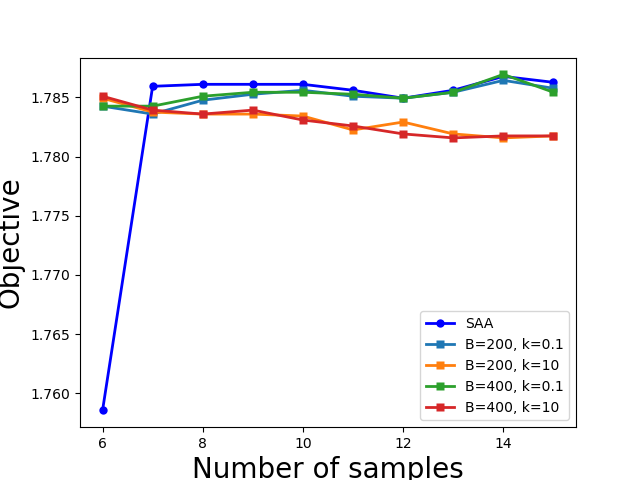 Objective
1.785
1.780
1.775
1.770
1.765
1.760
6
8
10
12
14
Number of samples
SAA
B=200, k=0.1
B=200, k=10
B=400, k=0.1
B=400, k=10